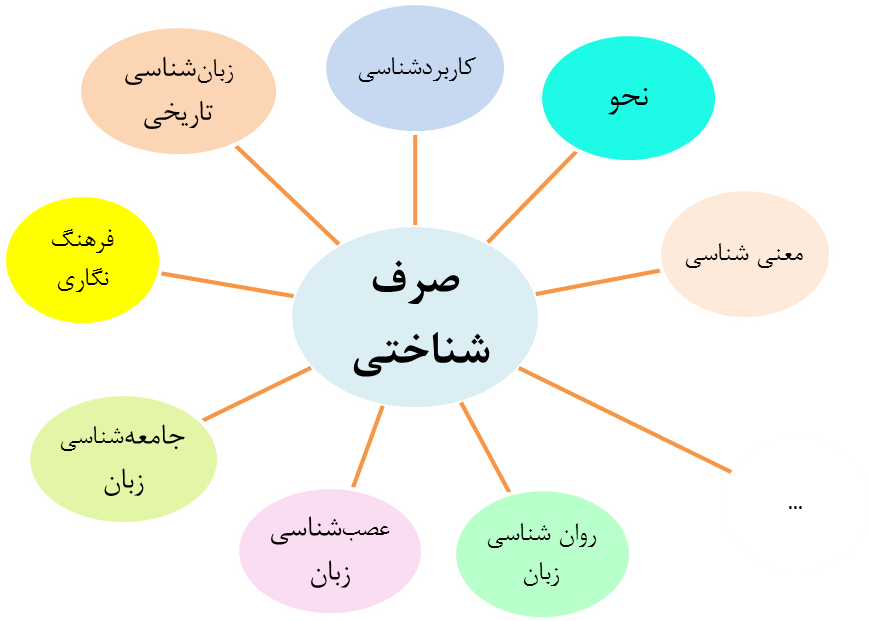 صرف
شناختی
کاربردشناسی
نحو
معنی شناسی
...
روان شناسی
زبان
عصب‌شناسی
زبان
جامعه‌شناسی
زبان
فرهنگ
نگاری
زبان‌شناسی
تاریخی